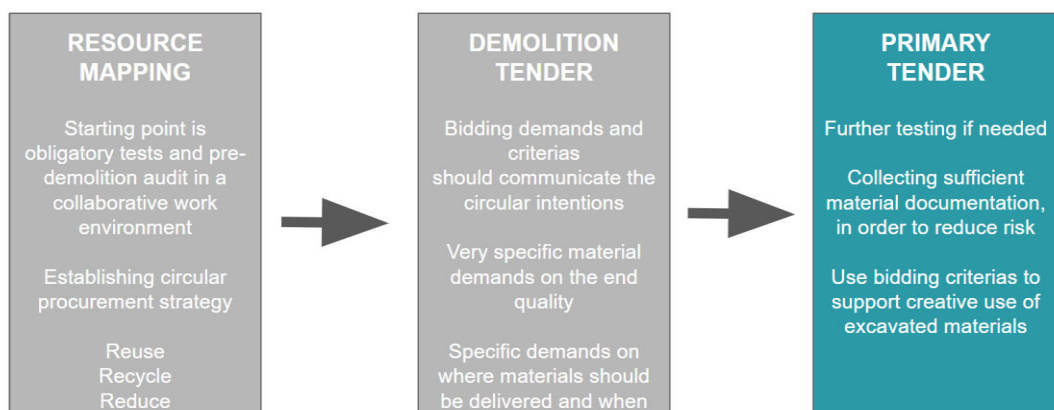 RESOURCE
MAPPING
Starting point is
obligatory tests and pre-
demolition audit in a
collaborative work
environment
Establishing circular
procurement strategy
Reuse
Recycle
Reduce
DEMOLITION
TENDER
Bidding demands and
criterias
should communicate the
circular intentions
Very specific material
demands on the end
quality
Specific demands on
where materials should
be delivered and when
PRIMARY
TENDER
Further testing if needed
Collecting sufficient
material documentation,
in order to reduce risk
Use bidding criterias to
support creative use of
excavated materials